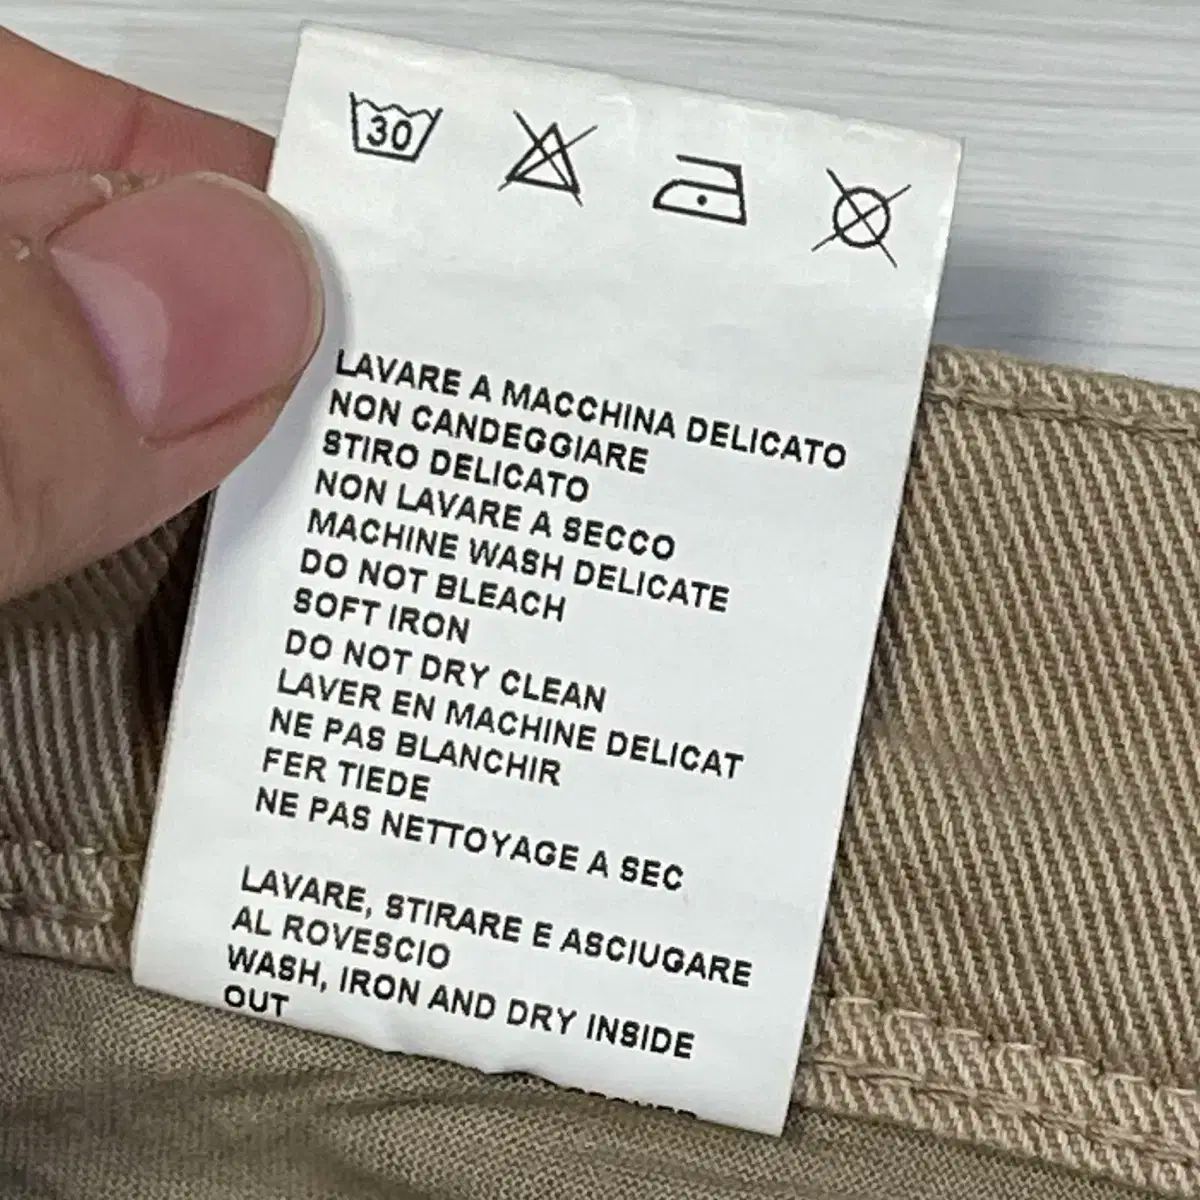 30
LAVARE A MACCHINA DELICATO
NON CANDEGGIARE
STIRO DELICATO
NON LAVARE A SECCO
MACHINE WASH DELICATE
DO NOT BLEACH
SOFT IRON
DO NOT DRY CLEAN
LAVER EN MACHINE DELICAT
NE PAS BLANCHIR
FER TIEDE
NE PAS NETTOYAGE A SEC
LAVARE, STIRARE E ASCIUGARE
AL ROVESCIO
WASH, IRON AND DRY INSIDE
OUT